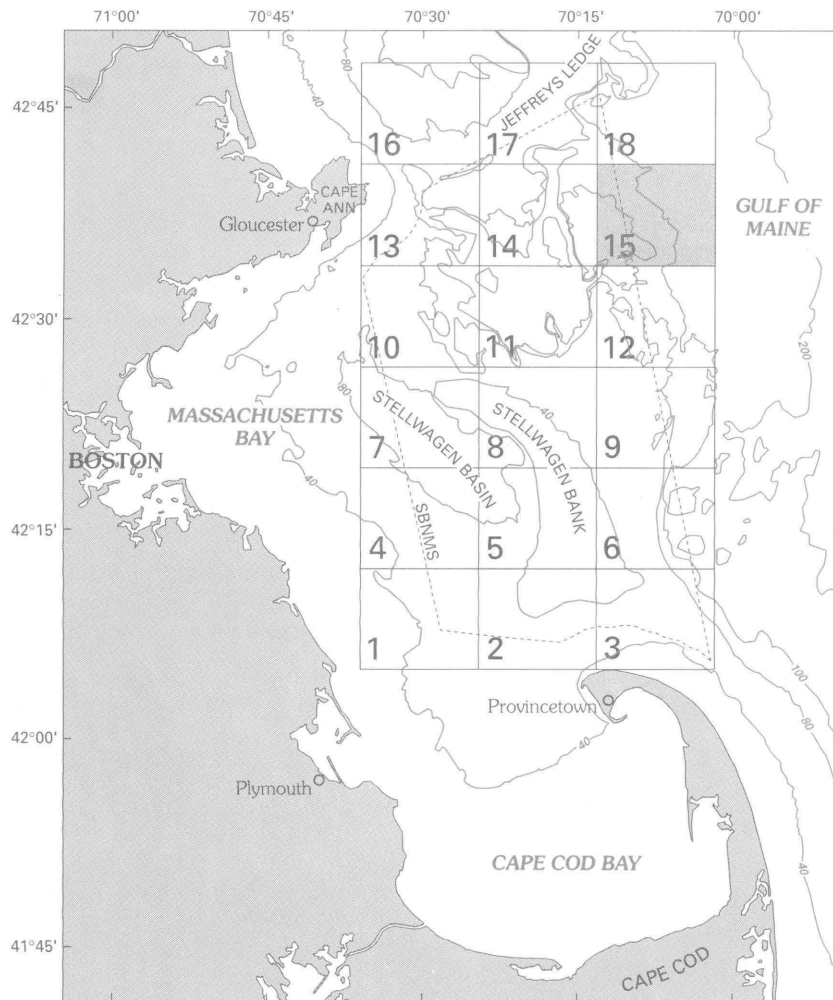 71°00' 70°45' 70°30' 70°15' 70°00'
42°45'
42°30'
42°15'
42°00'
41°45'
80
40
JEFFREYS LEDGE
16 17 18
CAPE
ANN
Gloucester
GULF OF
MAINE
13 14 15
40
10 11 12
200
80
MASSACHUSETTS
BAY
STELLWAGEN BASIN
STELLWAGEN BANK
40
7 8 9
BOSTON
40
SBNMS
4 5 6
1 2 3
100
80
Provincetown
40
Plymouth
CAPE COD BAY
40
CAPE COD